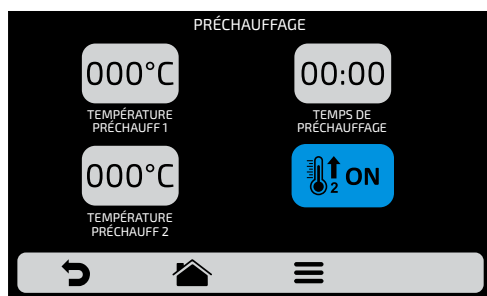 PRÉCHAUFFAGE
000°C
00:00
TEMPÉRATURE
PRÉCHAUFF 1
TEMPS DE
PRÉCHAUFFAGE
000°C
2 ON
TEMPÉRATURE
PRÉCHAUFF 2